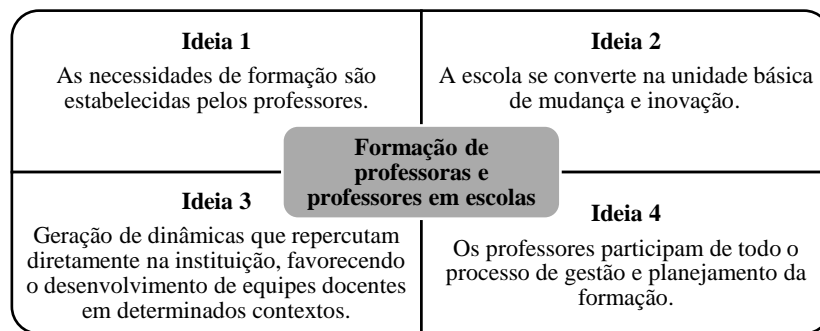 Ideia 1
As necessidades de formação são
estabelecidas pelos professores.
Ideia 2
A escola se converte na unidade básica
de mudança e inovação.
Formação de
professoras e
professores em escolas
Ideia 3
Geração de dinâmicas que repercutam
diretamente na instituição, favorecendo
o desenvolvimento de equipes docentes
em determinados contextos.
Ideia 4
Os professores participam de todo o
processo de gestão e planejamento da
formação.